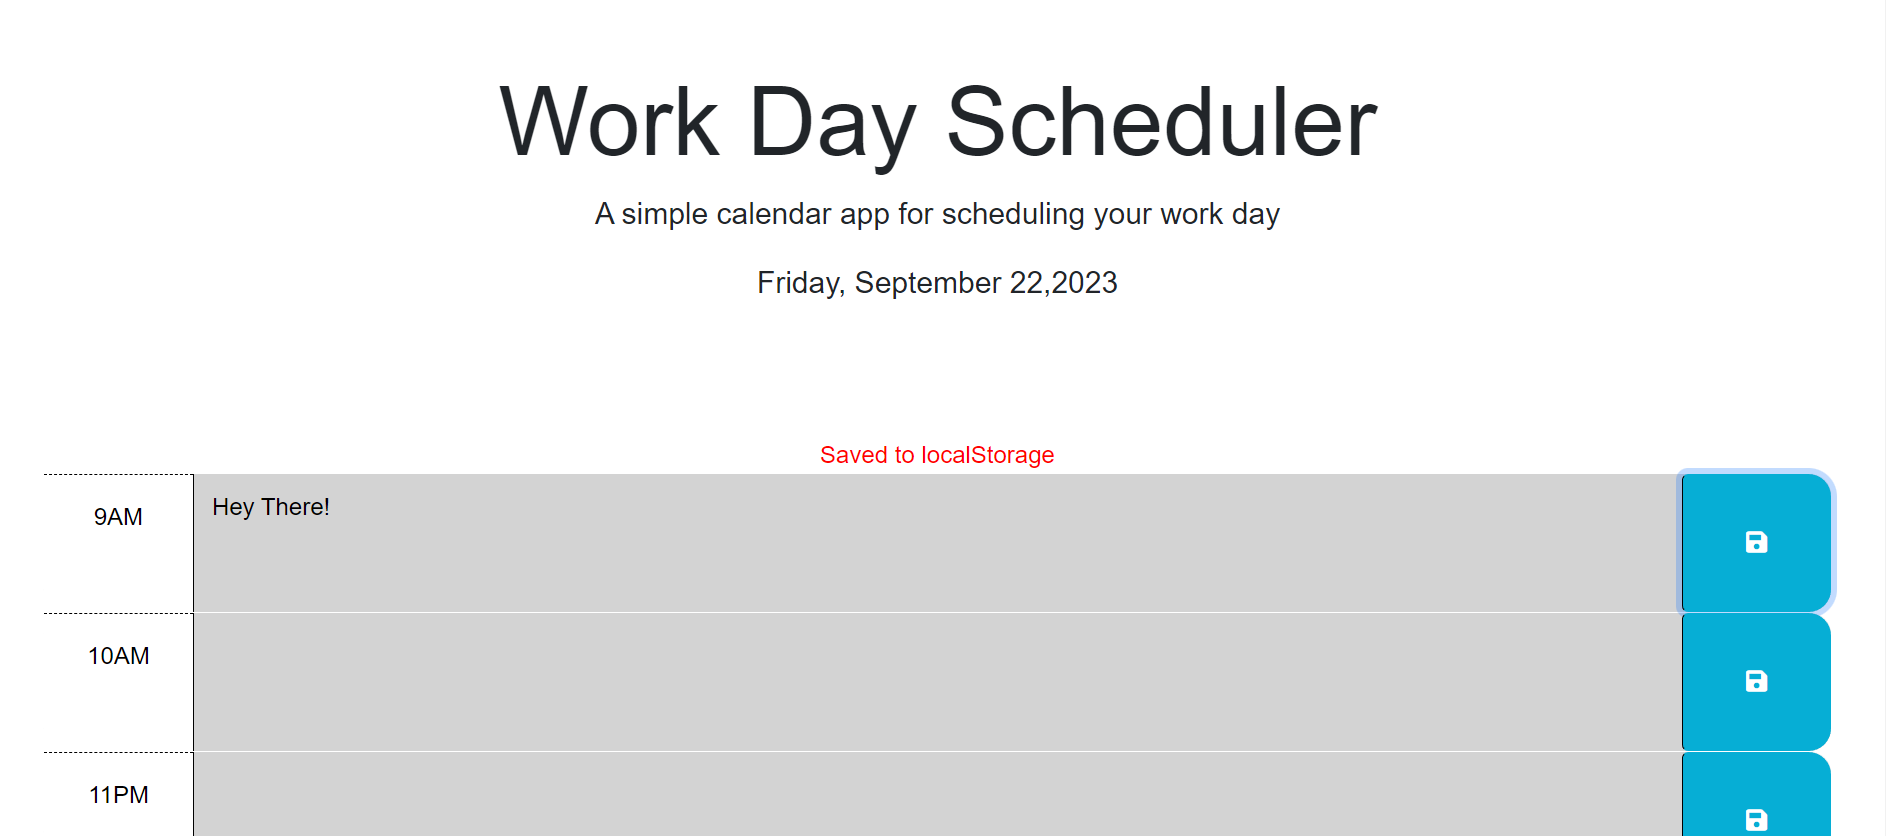 Work Day Scheduler
A simple calendar app for scheduling your work day
Friday, September 22,2023
Saved to localStorage
9AM
Hey There!
10AM
11PM